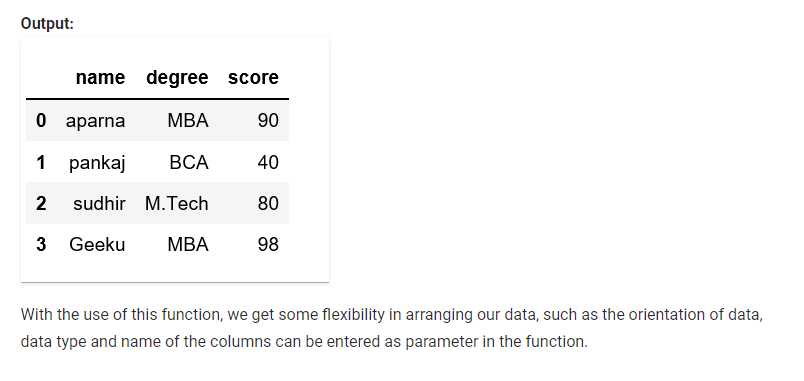 Output:
name degree score
0 aparna MBA 90
1 pankaj BCA 40
2 sudhir M.Tech 80
3 Geeku MBA 98
With the use of this function, we get some flexibility in arranging our data, such as the orientation of data,
data type and name of the columns can be entered as parameter in the function.